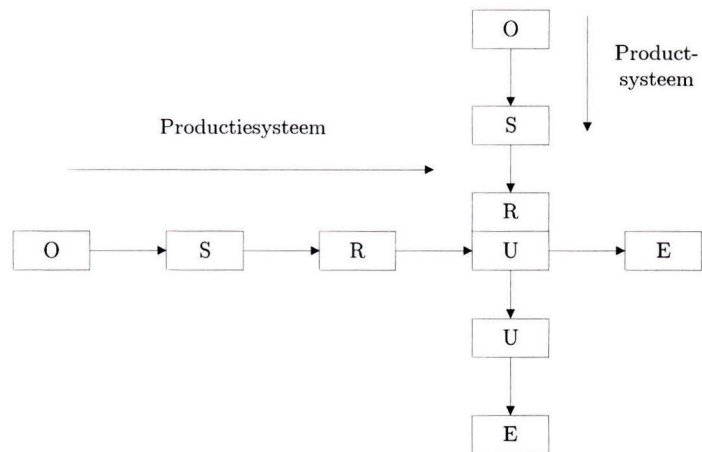 O
Product-
systeem
S
Productiesysteem
R
O S R U E
U
E